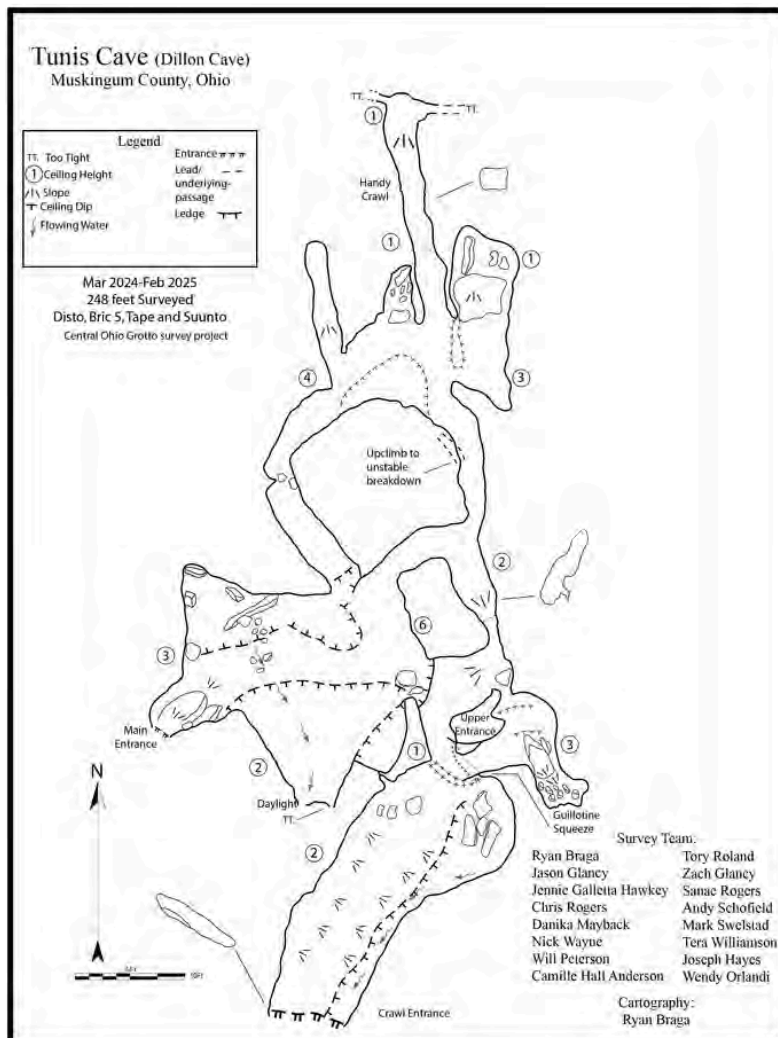 Tunis Cave (Dillon Cave)
Muskingum County, Ohio
Legend
TT. Too Tight
1 Ceiling Height
Slope
Ceiling Dip
Flowing Water
Entrance
Lead/
underlying-
passage
Ledge
Mar 2024-Feb 2025
248 feet Surveyed
Disto, Bric 5, Tape and Suunto
Central Ohio Grotto survey project
TT.
TT.
1
Handy
Crawl
1
1
4
3
Upclimb to
unstable
breakdown
2
6
3
Main
Entrance
Upper
Entrance
3
1
2
Daylight
TT.
Guillotine
Squeeze
2
N
Crawl Entrance
Survey Team:
Ryan Braga
Jason Glancy
Jennie Galletta Hawkey
Chris Rogers
Danika Mayback
Nick Wayne
Will Peterson
Camille Hall Anderson
Tory Roland
Zach Glancy
Sanae Rogers
Andy Schofield
Mark Swelstad
Tera Williamson
Joseph Hayes
Wendy Orlandi
Cartography:
Ryan Braga